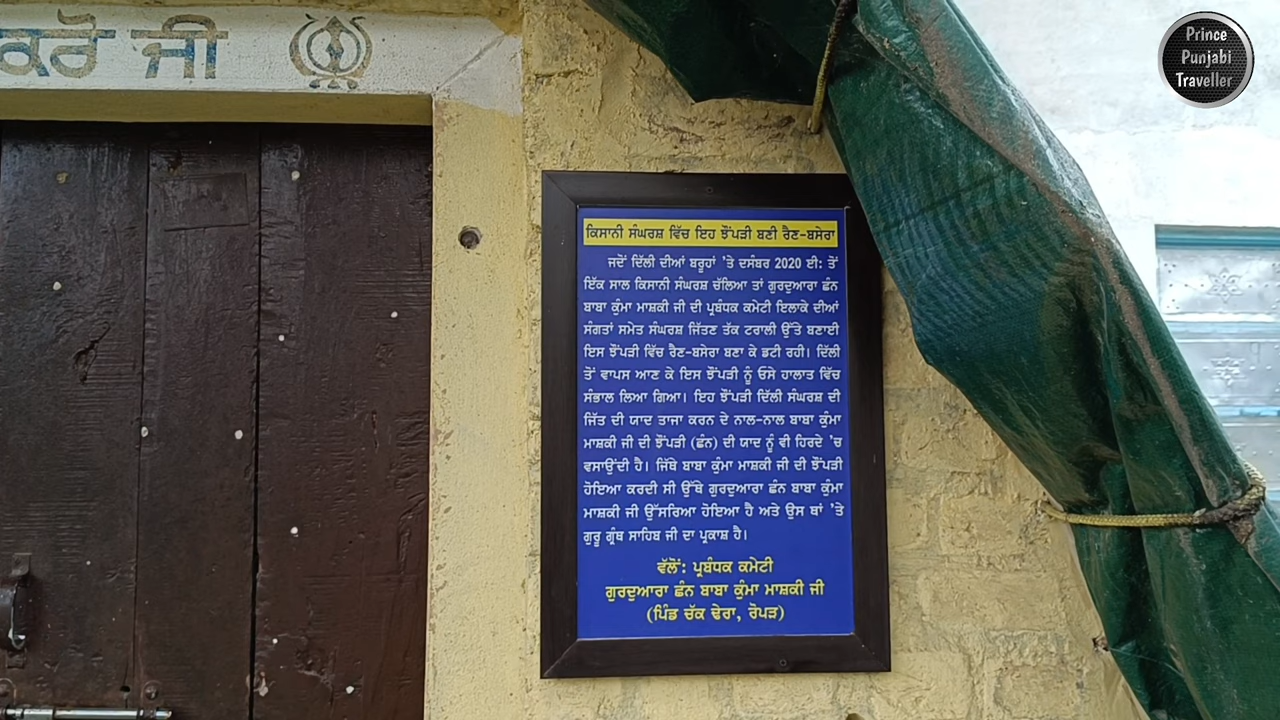 ਕਰੋ ਜੀ
Prince
Punjabi
Traveller
ਕਿਸਾਨੀ ਸੰਘਰਸ਼ ਵਿੱਚ ਇਹ ਝੌਂਪੜੀ ਬਣੀ ਰੈਣ-ਬਸੇਰਾ
ਜਦੋਂ ਦਿੱਲੀ ਦੀਆਂ ਬਰੂਹਾਂ 'ਤੇ ਦਸੰਬਰ 2020 ਈ: ਤੋਂ
ਇੱਕ ਸਾਲ ਕਿਸਾਨੀ ਸੰਘਰਸ਼ ਚੱਲਿਆ ਤਾਂ ਗੁਰਦੁਆਰਾ ਛੰਨ
ਬਾਬਾ ਕੁੰਮਾ ਮਾਸ਼ਕੀ ਜੀ ਦੀ ਪ੍ਰਬੰਧਕ ਕਮੇਟੀ ਇਲਾਕੇ ਦੀਆਂ
ਸੰਗਤਾਂ ਸਮੇਤ ਸੰਘਰਸ਼ ਜਿੱਤਣ ਤੱਕ ਟਰਾਲੀ ਉੱਤੇ ਬਣਾਈ
ਇਸ ਝੌਂਪੜੀ ਵਿੱਚ ਰੈਣ-ਬਸੇਰਾ ਬਣਾ ਕੇ ਡਟੀ ਰਹੀ। ਦਿੱਲੀ
ਤੋਂ ਵਾਪਸ ਆਣ ਕੇ ਇਸ ਝੌਂਪੜੀ ਨੂੰ ਓਸੇ ਹਾਲਾਤ ਵਿੱਚ
ਸੰਭਾਲ ਲਿਆ ਗਿਆ। ਇਹ ਝੌਂਪੜੀ ਦਿੱਲੀ ਸੰਘਰਸ਼ ਦੀ
ਜਿੱਤ ਦੀ ਯਾਦ ਤਾਜਾ ਕਰਨ ਦੇ ਨਾਲ-ਨਾਲ ਬਾਬਾ ਕੁੰਮਾ
ਮਾਸ਼ਕੀ ਜੀ ਦੀ ਝੌਂਪੜੀ (ਛੰਨ) ਦੀ ਯਾਦ ਨੂੰ ਵੀ ਹਿਰਦੇ 'ਚ
ਵਸਾਉਂਦੀ ਹੈ। ਜਿੱਥੇ ਬਾਬਾ ਕੁੰਮਾ ਮਾਸ਼ਕੀ ਜੀ ਦੀ ਝੌਂਪੜੀ
ਹੋਇਆ ਕਰਦੀ ਸੀ ਉੱਥੇ ਗੁਰਦੁਆਰਾ ਛੰਨ ਬਾਬਾ ਕੁੰਮਾ
ਮਾਸ਼ਕੀ ਜੀ ਉੱਸਰਿਆ ਹੋਇਆ ਹੈ ਅਤੇ ਉਸ ਥਾਂ 'ਤੇ
ਗੁਰੂ ਗ੍ਰੰਥ ਸਾਹਿਬ ਜੀ ਦਾ ਪ੍ਰਕਾਸ਼ ਹੈ।
ਵੱਲੋਂ: ਪ੍ਰਬੰਧਕ ਕਮੇਟੀ
ਗੁਰਦੁਆਰਾ ਛੰਨ ਬਾਬਾ ਕੁੰਮਾ ਮਾਸ਼ਕੀ ਜੀ
(ਪਿੰਡ ਚੱਕ ਢੇਰਾ, ਰੋਪੜ)